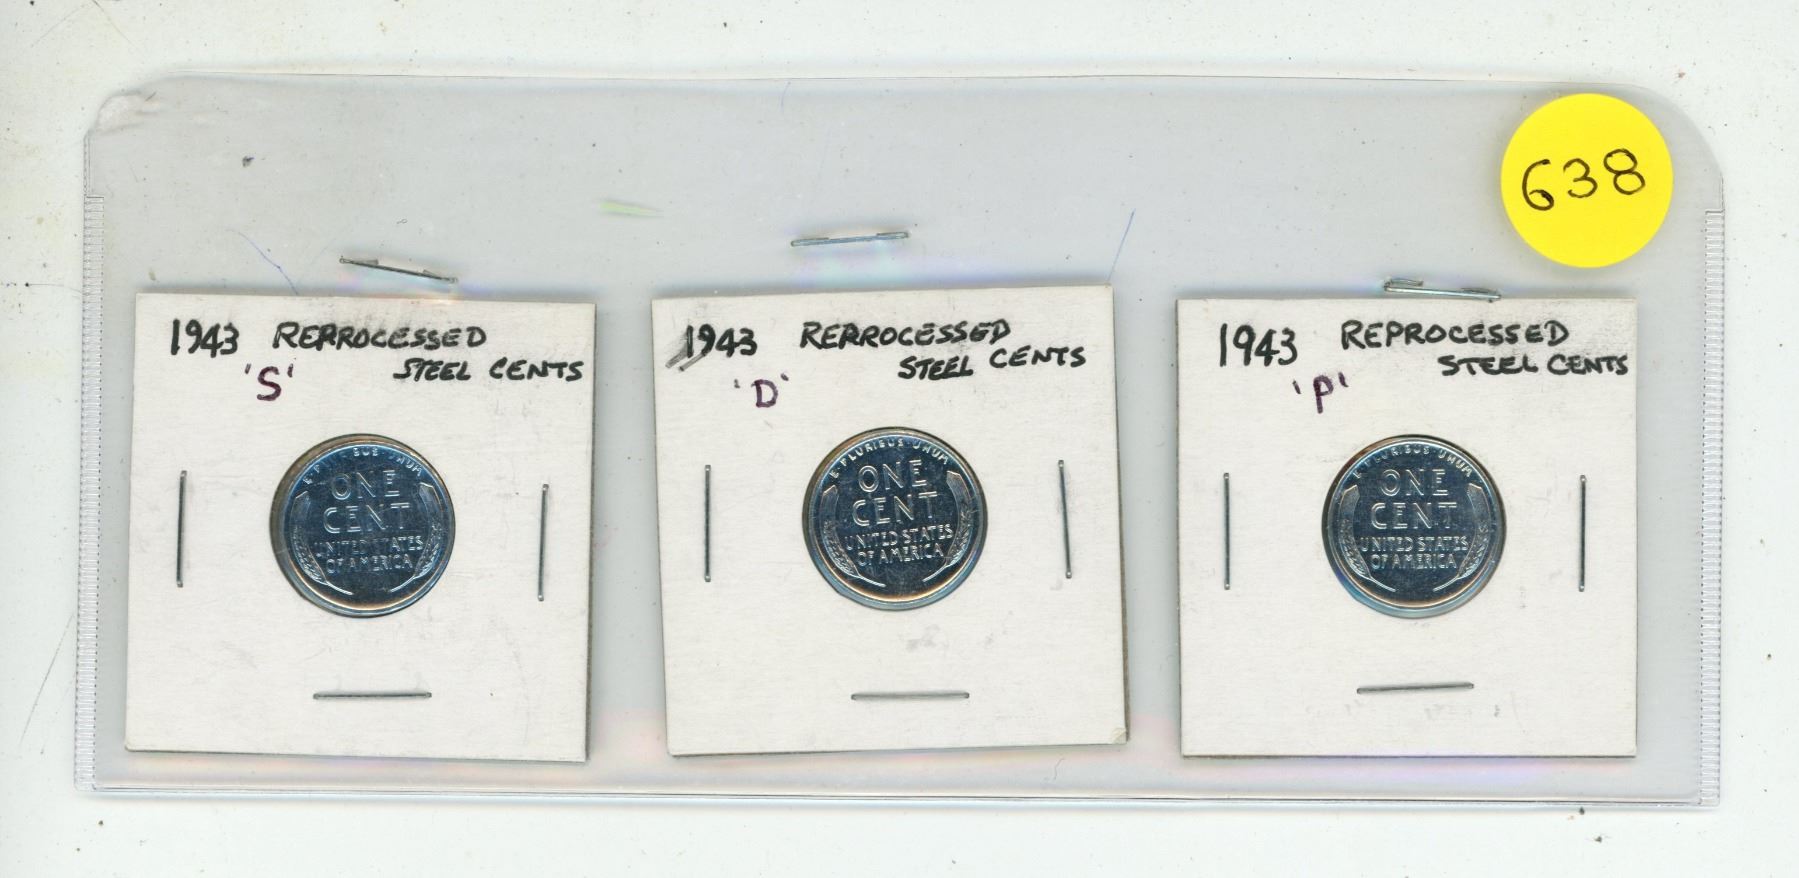 638
1943 REPROCESSED
'S' STEEL CENTS
E·PLURIBUS·UNUM
ONE
CENT
UNITED STATES
OF AMERICA
1943 REPROCESSED
'D' STEEL CENTS
E·PLURIBUS·UNUM
ONE
CENT
UNITED STATES
OF AMERICA
1943 REPROCESSED
'P' STEEL CENTS
E·PLURIBUS·UNUM
ONE
CENT
UNITED STATES
OF AMERICA